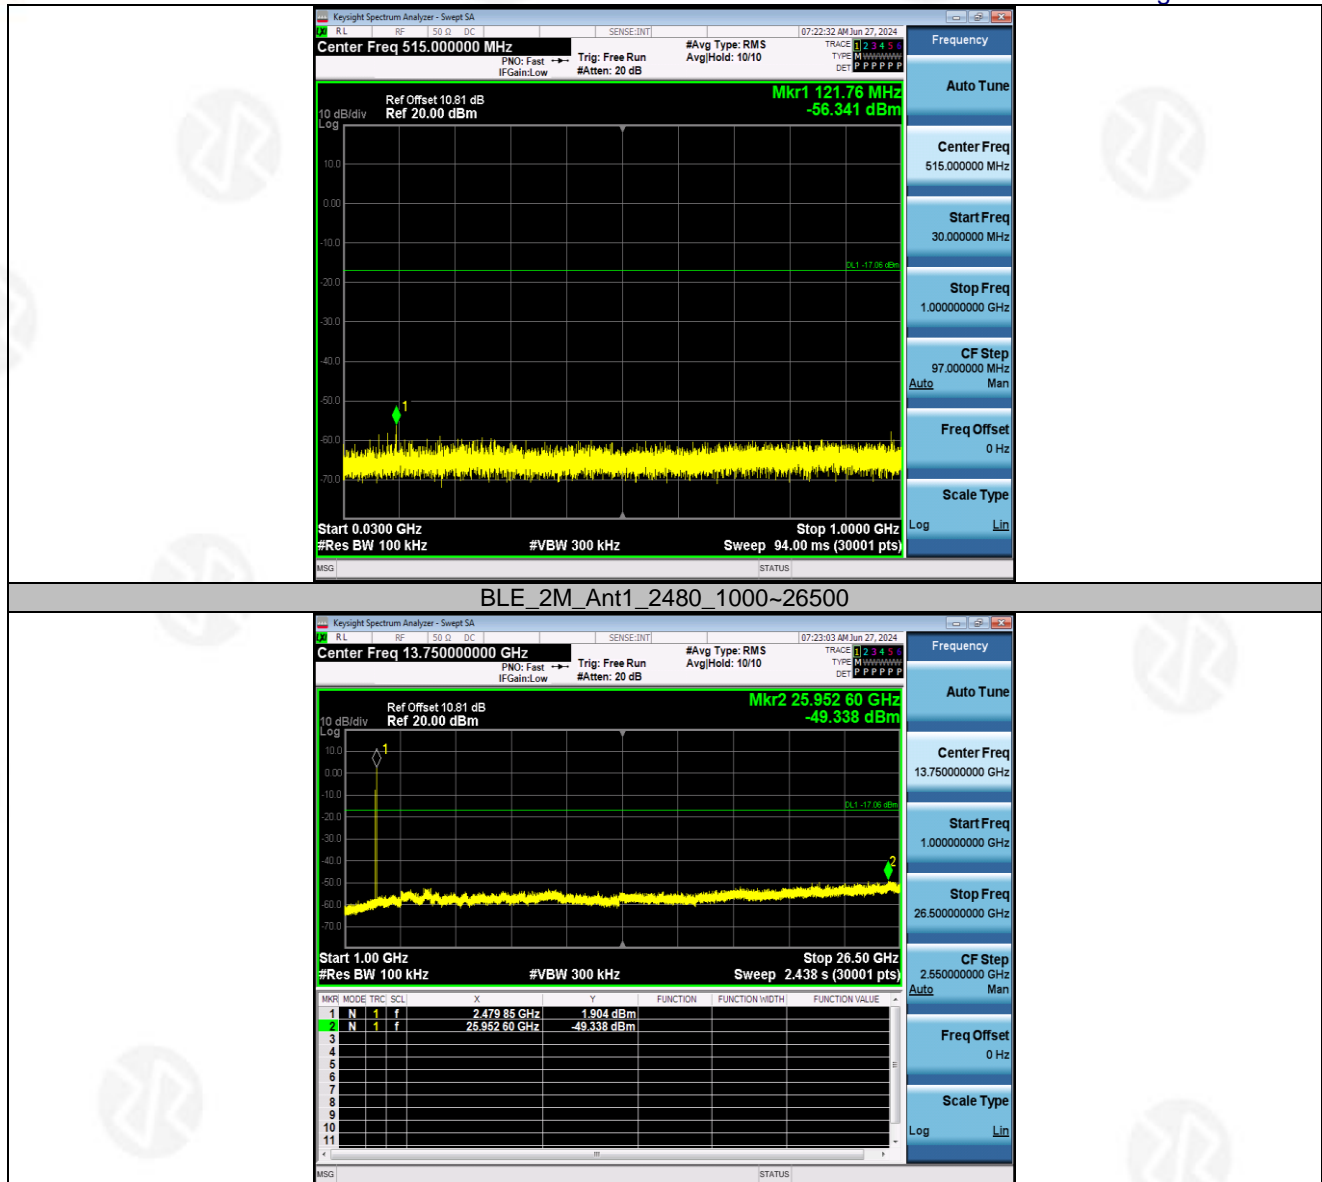 Keysight Spectrum Analyzer - Swept SA
RL RF 50 Ω DC SENSE:INT 07:22:32 AM Jun 27, 2024
Center Freq 515.000000 MHz #Avg Type: RMS TRACE 1 2 3 4 5 6
PNO: Fast Trig: Free Run Avg|Hold: 10/10 TYPE M WWWWW
IFGain:Low #Atten: 20 dB DET P P P P P P
Frequency
Auto Tune
Mkr1 121.76 MHz
Ref Offset 10.81 dB
10 dB/div Ref 20.00 dBm -56.341 dBm
Log
10.0
0.00
-10.0
DL1 -17.06 dBm
-20.0
-30.0
-40.0
-50.0
1
-60.0
-70.0
Start 0.0300 GHz Stop 1.0000 GHz
#Res BW 100 kHz #VBW 300 kHz Sweep 94.00 ms (30001 pts)
MSG STATUS
Center Freq
515.000000 MHz
Start Freq
30.000000 MHz
Stop Freq
1.000000000 GHz
CF Step
97.000000 MHz
Auto Man
Freq Offset
0 Hz
Scale Type
Log Lin
BLE_2M_Ant1_2480_1000~26500
Keysight Spectrum Analyzer - Swept SA
RL RF 50 Ω DC SENSE:INT 07:23:03 AM Jun 27, 2024
Center Freq 13.750000000 GHz #Avg Type: RMS TRACE 1 2 3 4 5 6
PNO: Fast Trig: Free Run Avg|Hold: 10/10 TYPE M WWWWW
IFGain:Low #Atten: 20 dB DET P P P P P P
Frequency
Auto Tune
Mkr2 25.952 60 GHz
Ref Offset 10.81 dB
10 dB/div Ref 20.00 dBm -49.338 dBm
Log
10.0
1
0.00
-10.0
DL1 -17.06 dBm
-20.0
-30.0
-40.0
2
-50.0
-60.0
-70.0
Start 1.00 GHz Stop 26.50 GHz
#Res BW 100 kHz #VBW 300 kHz Sweep 2.438 s (30001 pts)
MKR MODE TRC SCL X Y FUNCTION FUNCTION WIDTH FUNCTION VALUE
1 N 1 f 2.479 85 GHz 1.904 dBm
2 N 1 f 25.952 60 GHz -49.338 dBm
3
4
5
6
7
8
9
10
11
MSG STATUS
Center Freq
13.750000000 GHz
Start Freq
1.000000000 GHz
Stop Freq
26.500000000 GHz
CF Step
2.550000000 GHz
Auto Man
Freq Offset
0 Hz
Scale Type
Log Lin